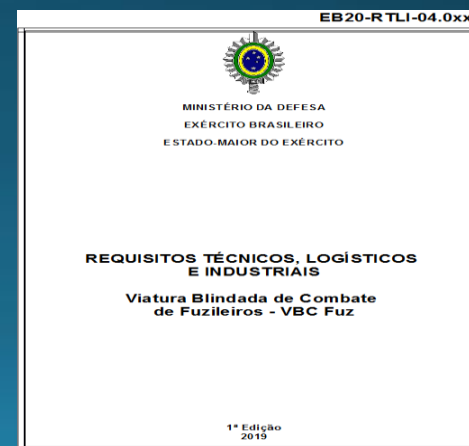 EB20-RTLI-04.0xx
MINISTÉRIO DA DEFESA
EXÉRCITO BRASILEIRO
ESTADO-MAIOR DO EXÉRCITO
REQUISITOS TÉCNICOS, LOGÍSTICOS
E INDUSTRIAIS
Viatura Blindada de Combate
de Fuzileiros - VBC Fuz
1ª Edição
2019